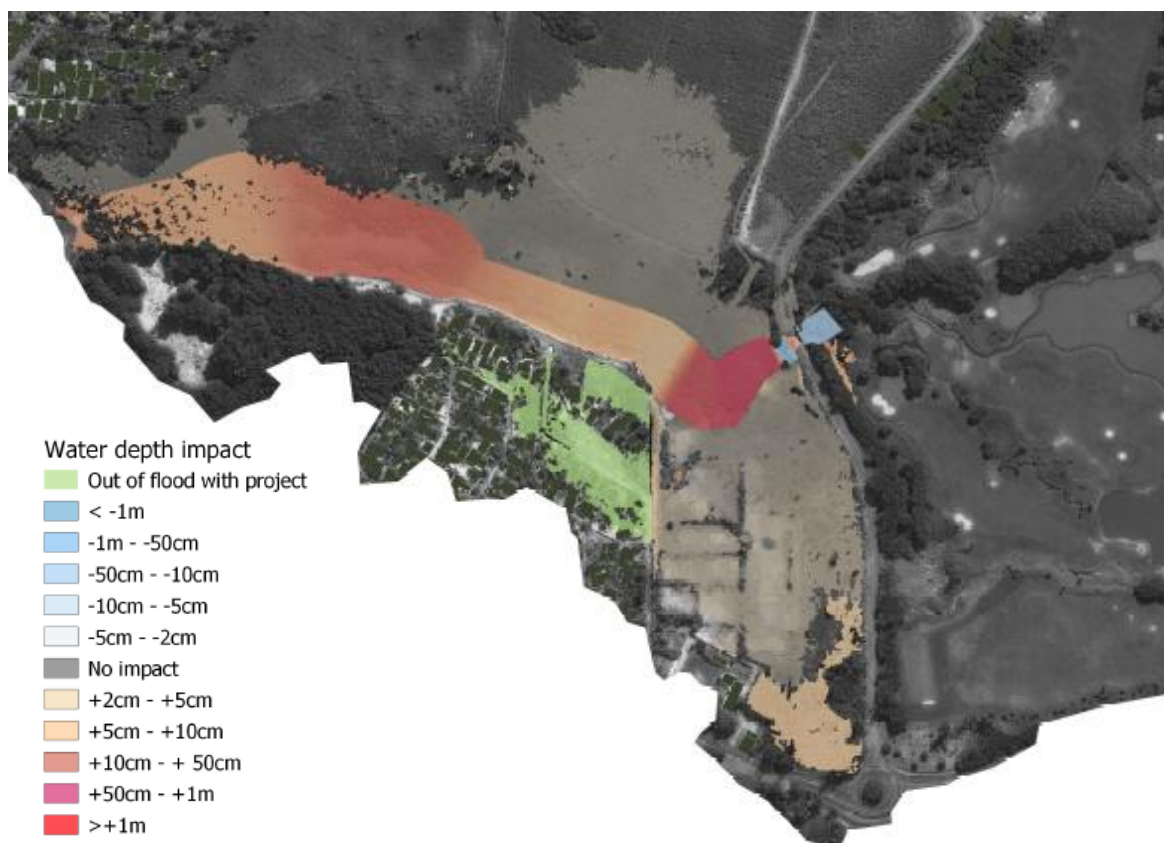 Water depth impact
Out of flood with project
< -1m
-1m - -50cm
-50cm - -10cm
-10cm - -5cm
-5cm - -2cm
No impact
+2cm - +5cm
+5cm - +10cm
+10cm - + 50cm
+50cm - +1m
>+1m